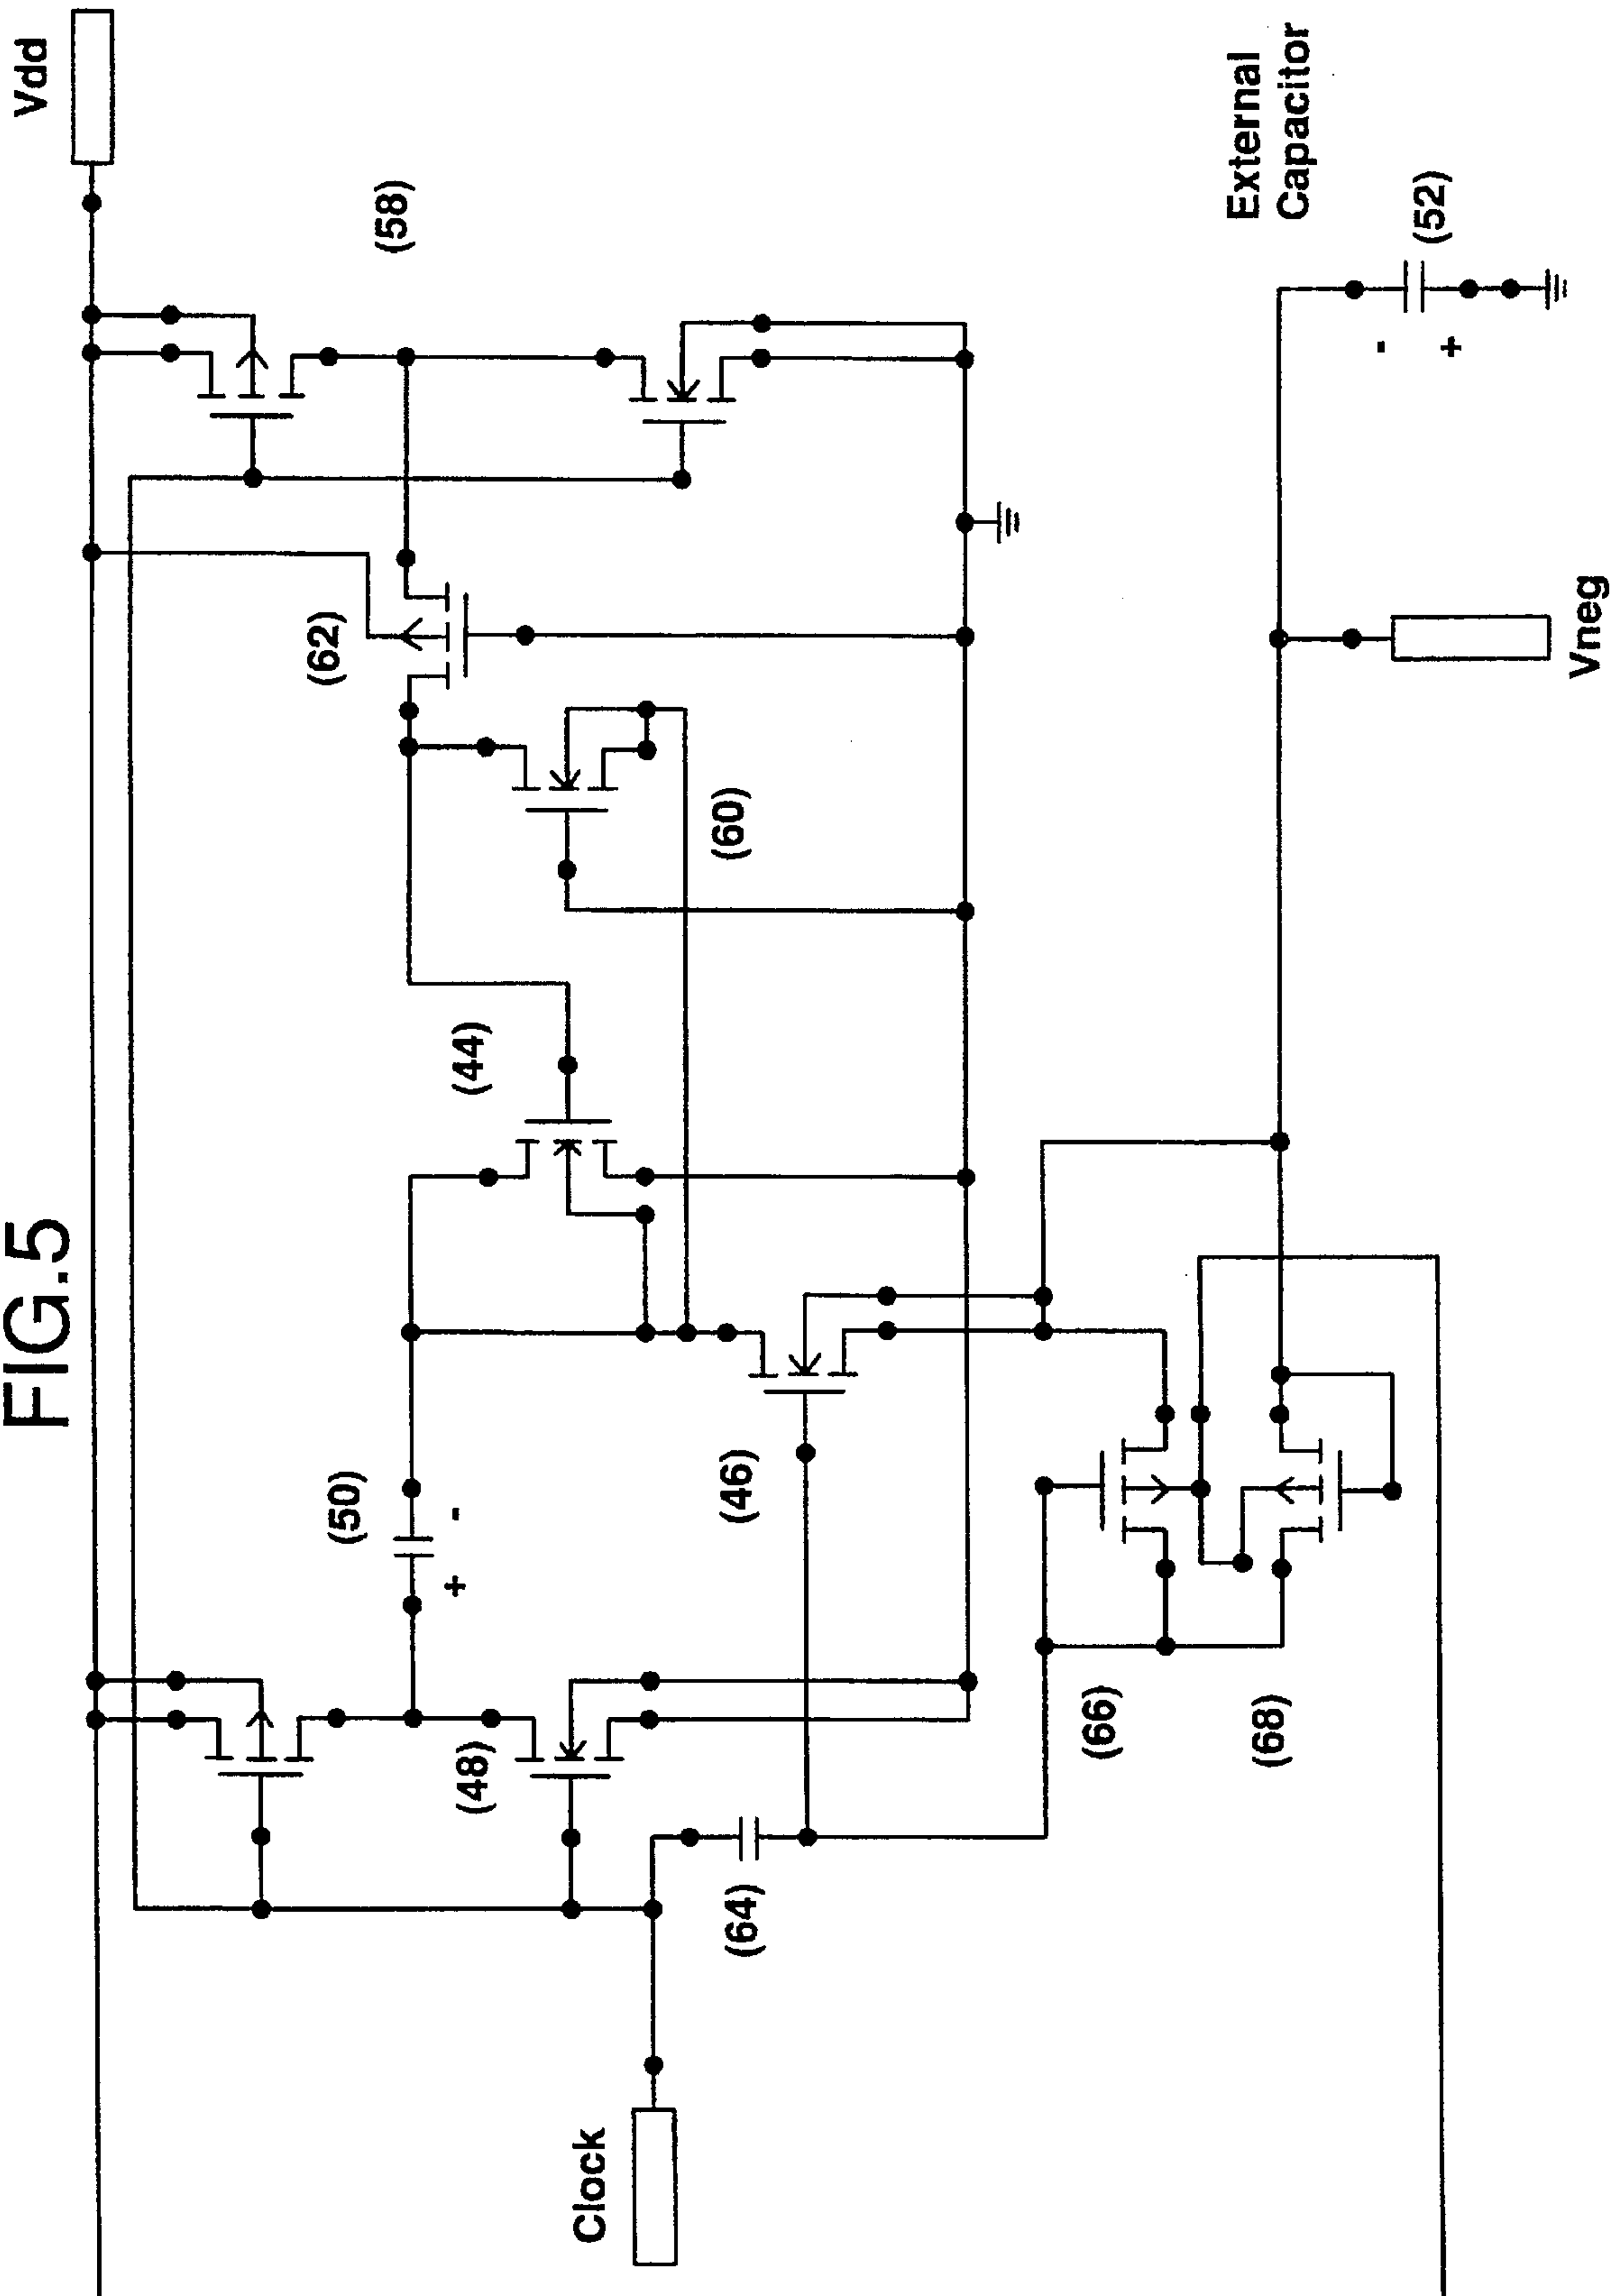 FIG.5
Vdd
(58)
(62)
(60)
(44)
(50)
+ -
(46)
(48)
(64)
Clock
(66)
(68)
External
Capacitor
(52)
-
+
Vneg